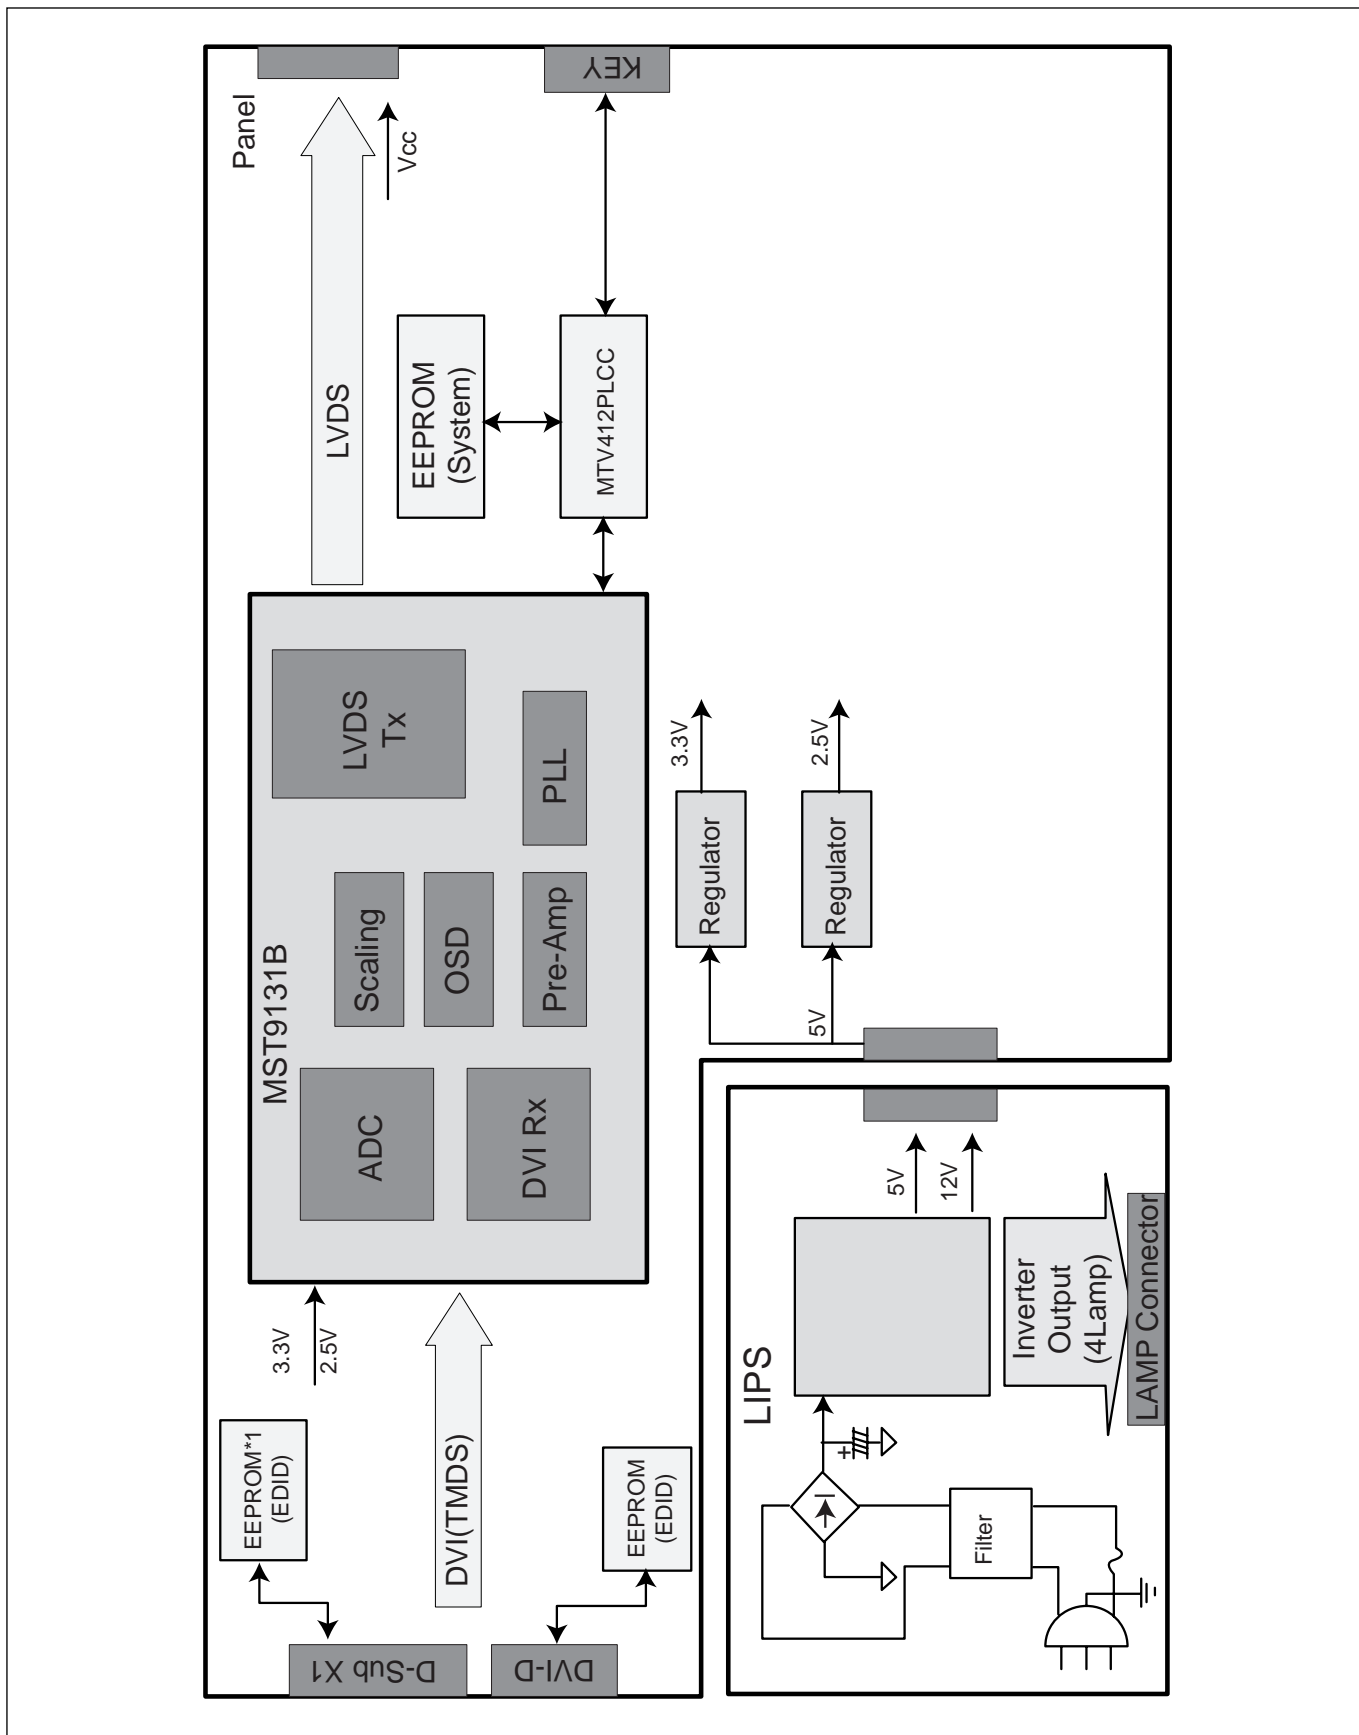 D-Sub X1
DVI-D
EEPROM*1
(EDID)
EEPROM
(EDID)
3.3V
2.5V
DVI(TMDS)
MST9131B
ADC
DVI Rx
Scaling
OSD
Pre-Amp
LVDS
Tx
PLL
LVDS
Panel
Vcc
KEY
EEPROM
(System)
MTV412PLCC
Regulator
3.3V
Regulator
2.5V
5V
LIPS
5V
12V
Inverter
Output
(4Lamp)
LAMP Connector
Filter
+